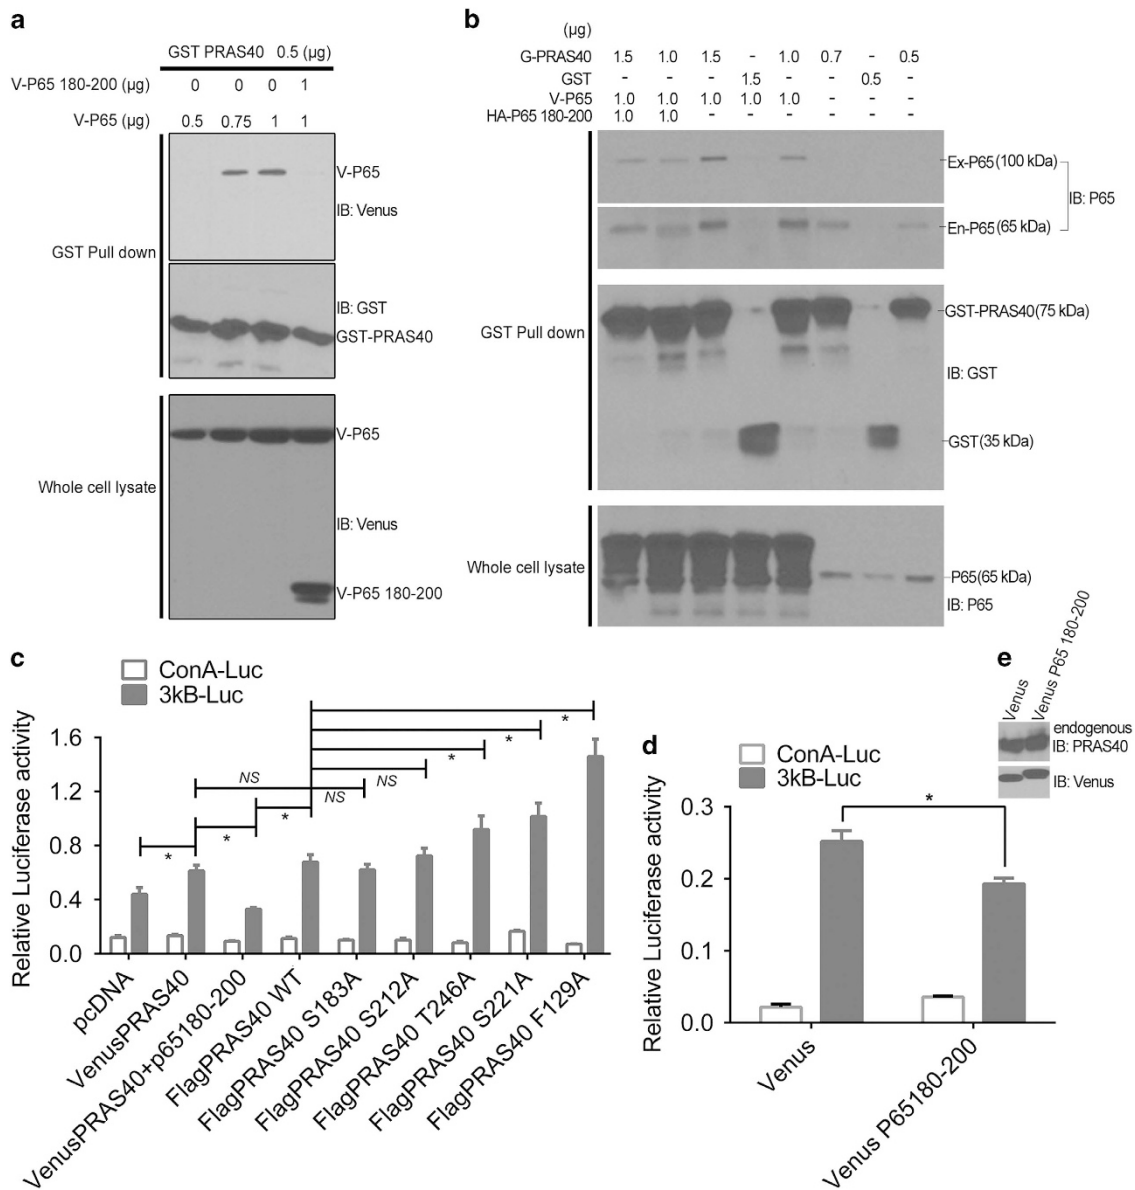 a
GST PRAS40 0.5 (µg)
V-P65 180-200 (µg) 0 0 0 1
V-P65 (µg) 0.5 0.75 1 1
V-P65
IB: Venus
GST Pull down
IB: GST
GST-PRAS40
V-P65
Whole cell lysate
IB: Venus
V-P65 180-200
b
(µg)
G-PRAS40 1.5 1.0 1.5 - 1.0 0.7 - 0.5
GST - - - 1.5 - - 0.5 -
V-P65 1.0 1.0 1.0 1.0 1.0 - - -
HA-P65 180-200 1.0 1.0 - - - - - -
Ex-P65(100 kDa)
IB: P65
En-P65(65 kDa)
GST Pull down
GST-PRAS40(75 kDa)
IB: GST
GST(35 kDa)
Whole cell lysate
P65(65 kDa)
IB: P65
c
ConA-Luc
3kB-Luc
Relative Luciferase activity
1.6
1.2
0.8
0.4
0.0
*
*
NS
*
NS
NS
*
*
*
pcDNA
VenusPRAS40
VenusPRAS40+p65180-200
FlagPRAS40 WT
FlagPRAS40 S183A
FlagPRAS40 S212A
FlagPRAS40 T246A
FlagPRAS40 S221A
FlagPRAS40 F129A
d
ConA-Luc
3kB-Luc
Relative Luciferase activity
0.3
0.2
0.1
0.0
*
Venus
Venus P65180-200
e
Venus
Venus P65 180-200
endogenous
IB: PRAS40
IB: Venus